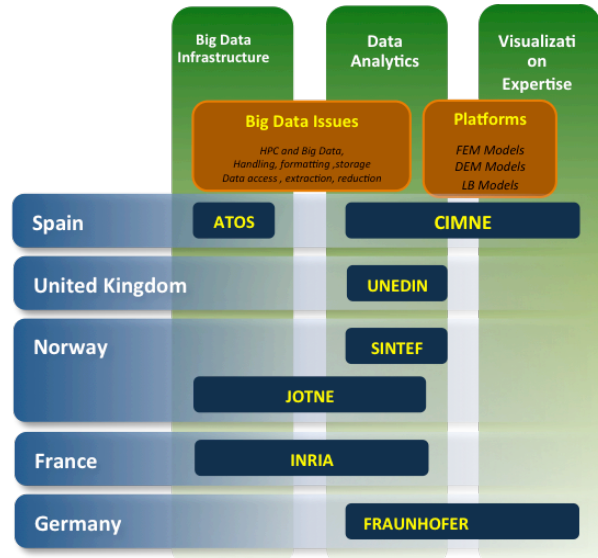 Big Data
Infrastructure
Data
Analytics
Visualizati
on
Expertise
Big Data Issues
HPC and Big Data,
Handling, formatting ,storage
Data access , extraction, reduction
Platforms
FEM Models
DEM Models
LB Models
Spain
ATOS
CIMNE
United Kingdom
UNEDIN
Norway
SINTEF
JOTNE
France
INRIA
Germany
FRAUNHOFER